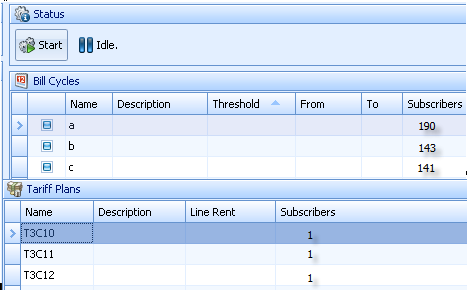 Status
Start Idle.
12
Bill Cycles
Name Description Threshold From To Subscribers
a 190
b 143
c 141
Tariff Plans
Name Description Line Rent Subscribers
T3C10 1
T3C11 1
T3C12 1